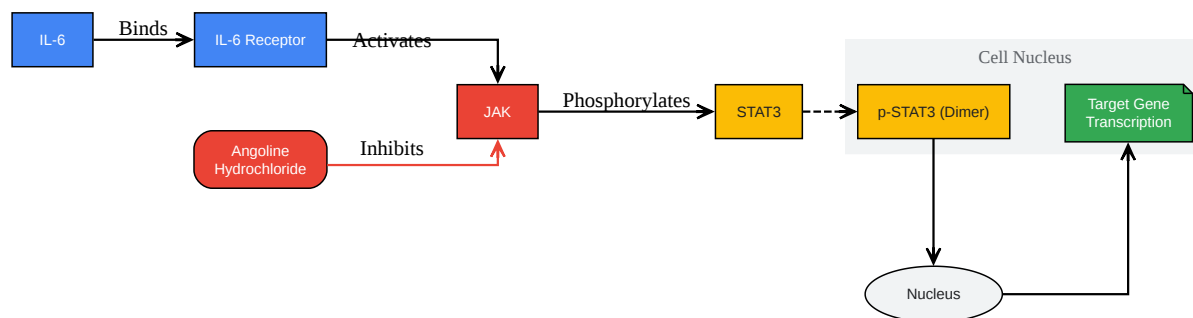 IL-6
Binds
IL-6 Receptor
Activates
JAK
Phosphorylates
STAT3
Cell Nucleus
p-STAT3 (Dimer)
Target Gene
Transcription
Angoline
Hydrochloride
Inhibits
Nucleus